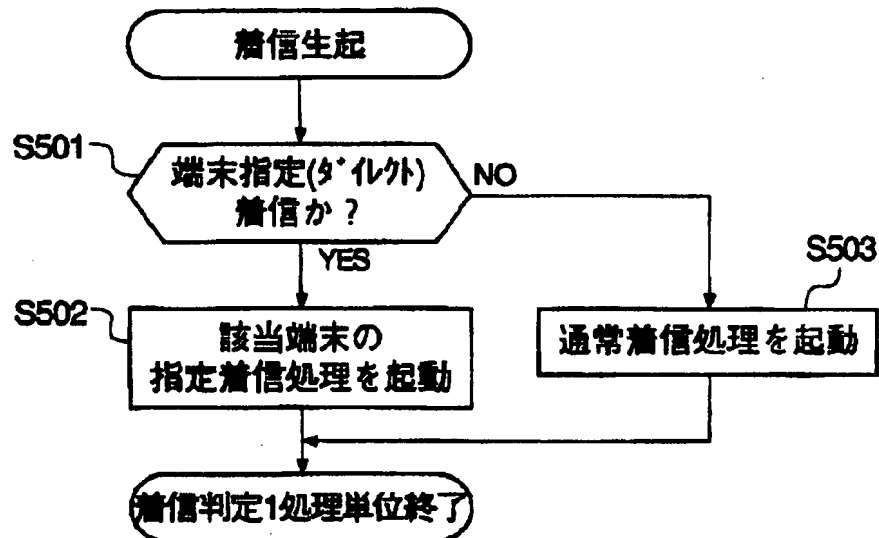 着信生起
S501
端末指定(ﾀﾞｲﾚｸﾄ)
着信か?
NO
YES
S503
S502
該当端末の
指定着信処理を起動
通常着信処理を起動
着信判定1処理単位終了